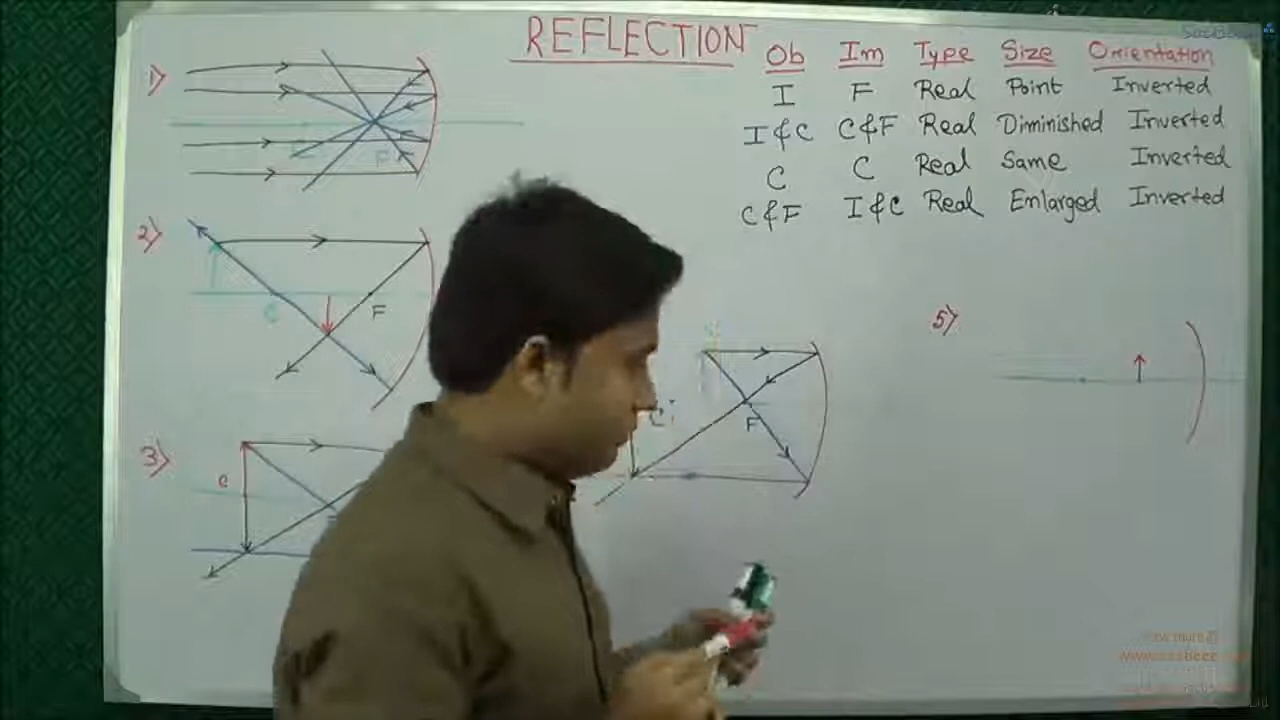 REFLECTION
Ob Im Type Size Orientation
I F Real Point Inverted
I & C C & F Real Diminished Inverted
C C Real Same Inverted
C & F I & C Real Enlarged Inverted
1)
F
2)
C
F
3)
C
C
F
5)